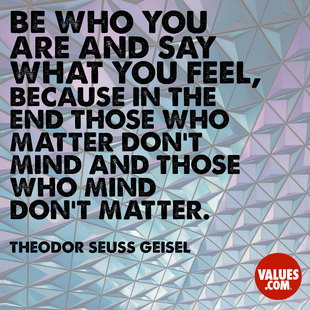 BE WHO YOU
ARE AND SAY
WHAT YOU FEEL,
BECAUSE IN THE
END THOSE WHO
MATTER DON'T
MIND AND THOSE
WHO MIND
DON'T MATTER.
THEODOR SEUSS GEISEL
VALUES
.COM